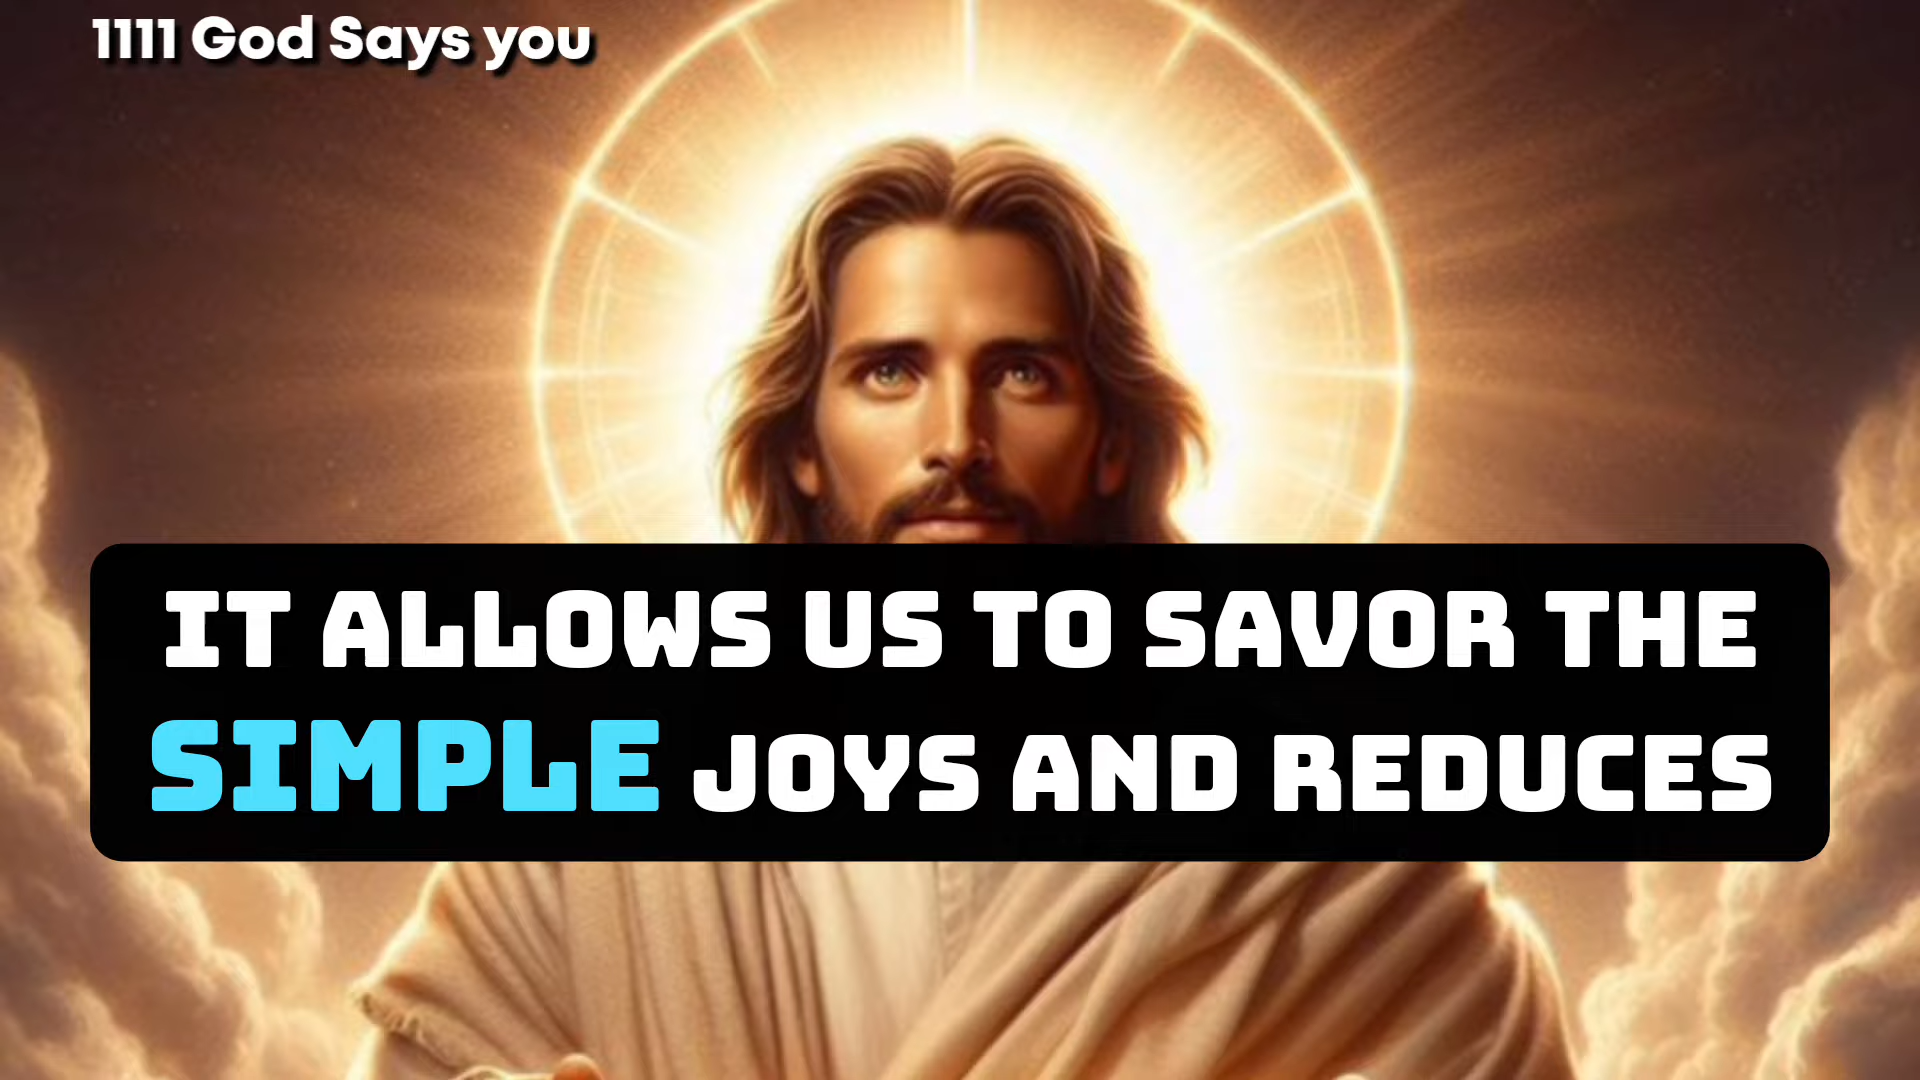 1111 God Says you
IT ALLOWS US TO SAVOR THE
SIMPLE JOYS AND REDUCES